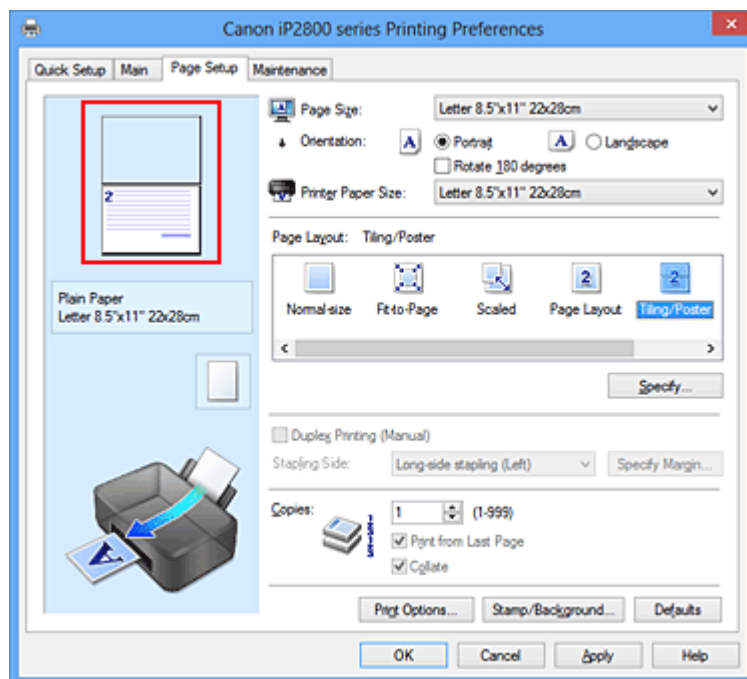 Canon iP2800 series Printing Preferences
Quick Setup Main Page Setup Maintenance
2
Plain Paper
Letter 8.5"x11" 22x28cm
A
Page Size: Letter 8.5"x11" 22x28cm
Orientation: A Portrait A Landscape
Rotate 180 degrees
Printer Paper Size: Letter 8.5"x11" 22x28cm
Page Layout: Tiling/Poster
2 2
Normal-size Fit-to-Page Scaled Page Layout Tiling/Poster
Specify...
Duplex Printing (Manual)
Stapling Side: Long-side stapling (Left) Specify Margin...
Copies: 1 (1-999)
Print from Last Page
Collate
Print Options... Stamp/Background... Defaults
OK Cancel Apply Help